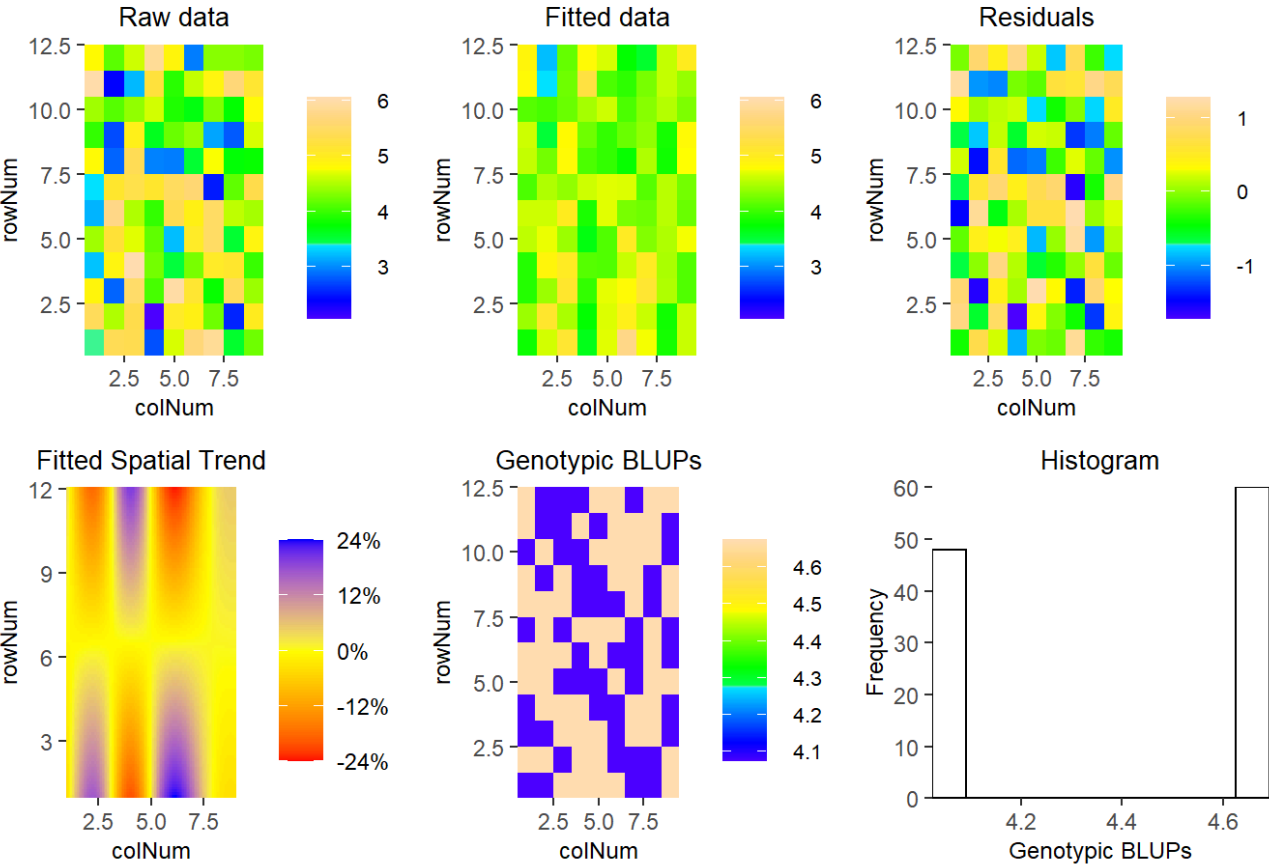 Raw data
Fitted data
Residuals
12.5
10.0
7.5
5.0
2.5
rowNum
2.5 5.0 7.5
colNum
6
5
4
3
12.5
10.0
7.5
5.0
2.5
rowNum
2.5 5.0 7.5
colNum
6
5
4
3
12.5
10.0
7.5
5.0
2.5
rowNum
2.5 5.0 7.5
colNum
1
0
-1
Fitted Spatial Trend
Genotypic BLUPs
Histogram
12
9
6
3
rowNum
2.5 5.0 7.5
colNum
24%
12%
0%
-12%
-24%
12.5
10.0
7.5
5.0
2.5
rowNum
2.5 5.0 7.5
colNum
4.6
4.5
4.4
4.3
4.2
4.1
60
50
40
30
20
10
0
Frequency
4.2 4.4 4.6
Genotypic BLUPs